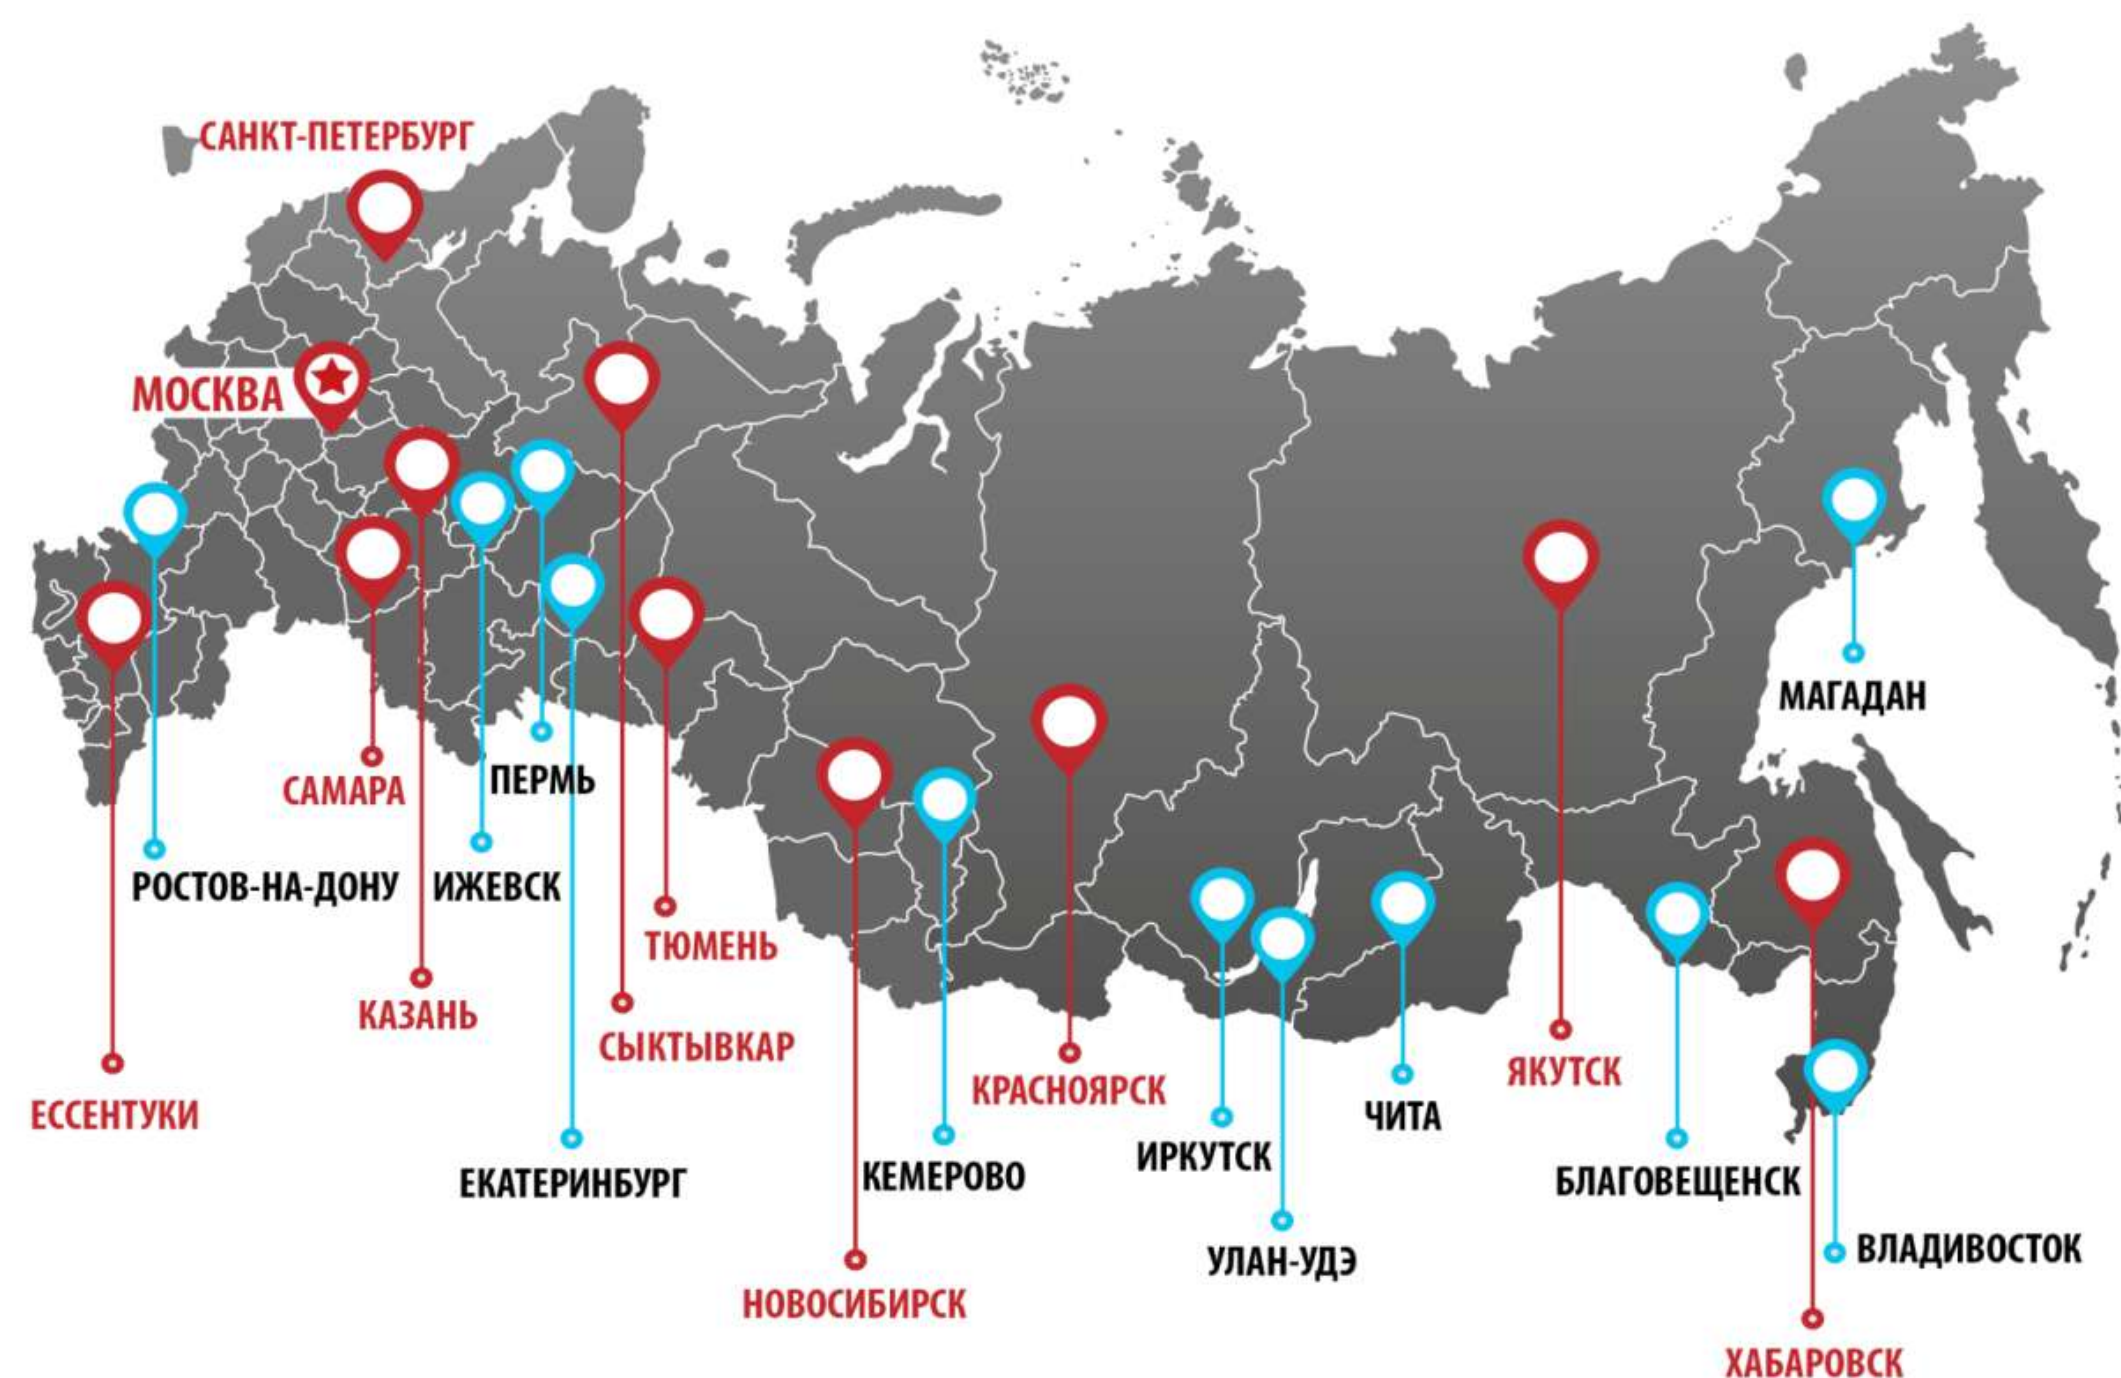 САНКТ-ПЕТЕРБУРГ
МОСКВА
МАГАДАН
САМАРА
ПЕРМЬ
РОСТОВ-НА-ДОНУ
ИЖЕВСК
ТЮМЕНЬ
КАЗАНЬ
СЫКТЫВКАР
ЕССЕНТУКИ
КРАСНОЯРСК
ЯКУТСК
ЧИТА
ИРКУТСК
ЕКАТЕРИНБУРГ
КЕМЕРОВО
БЛАГОВЕЩЕНСК
УЛАН-УДЭ
ВЛАДИВОСТОК
НОВОСИБИРСК
ХАБАРОВСК